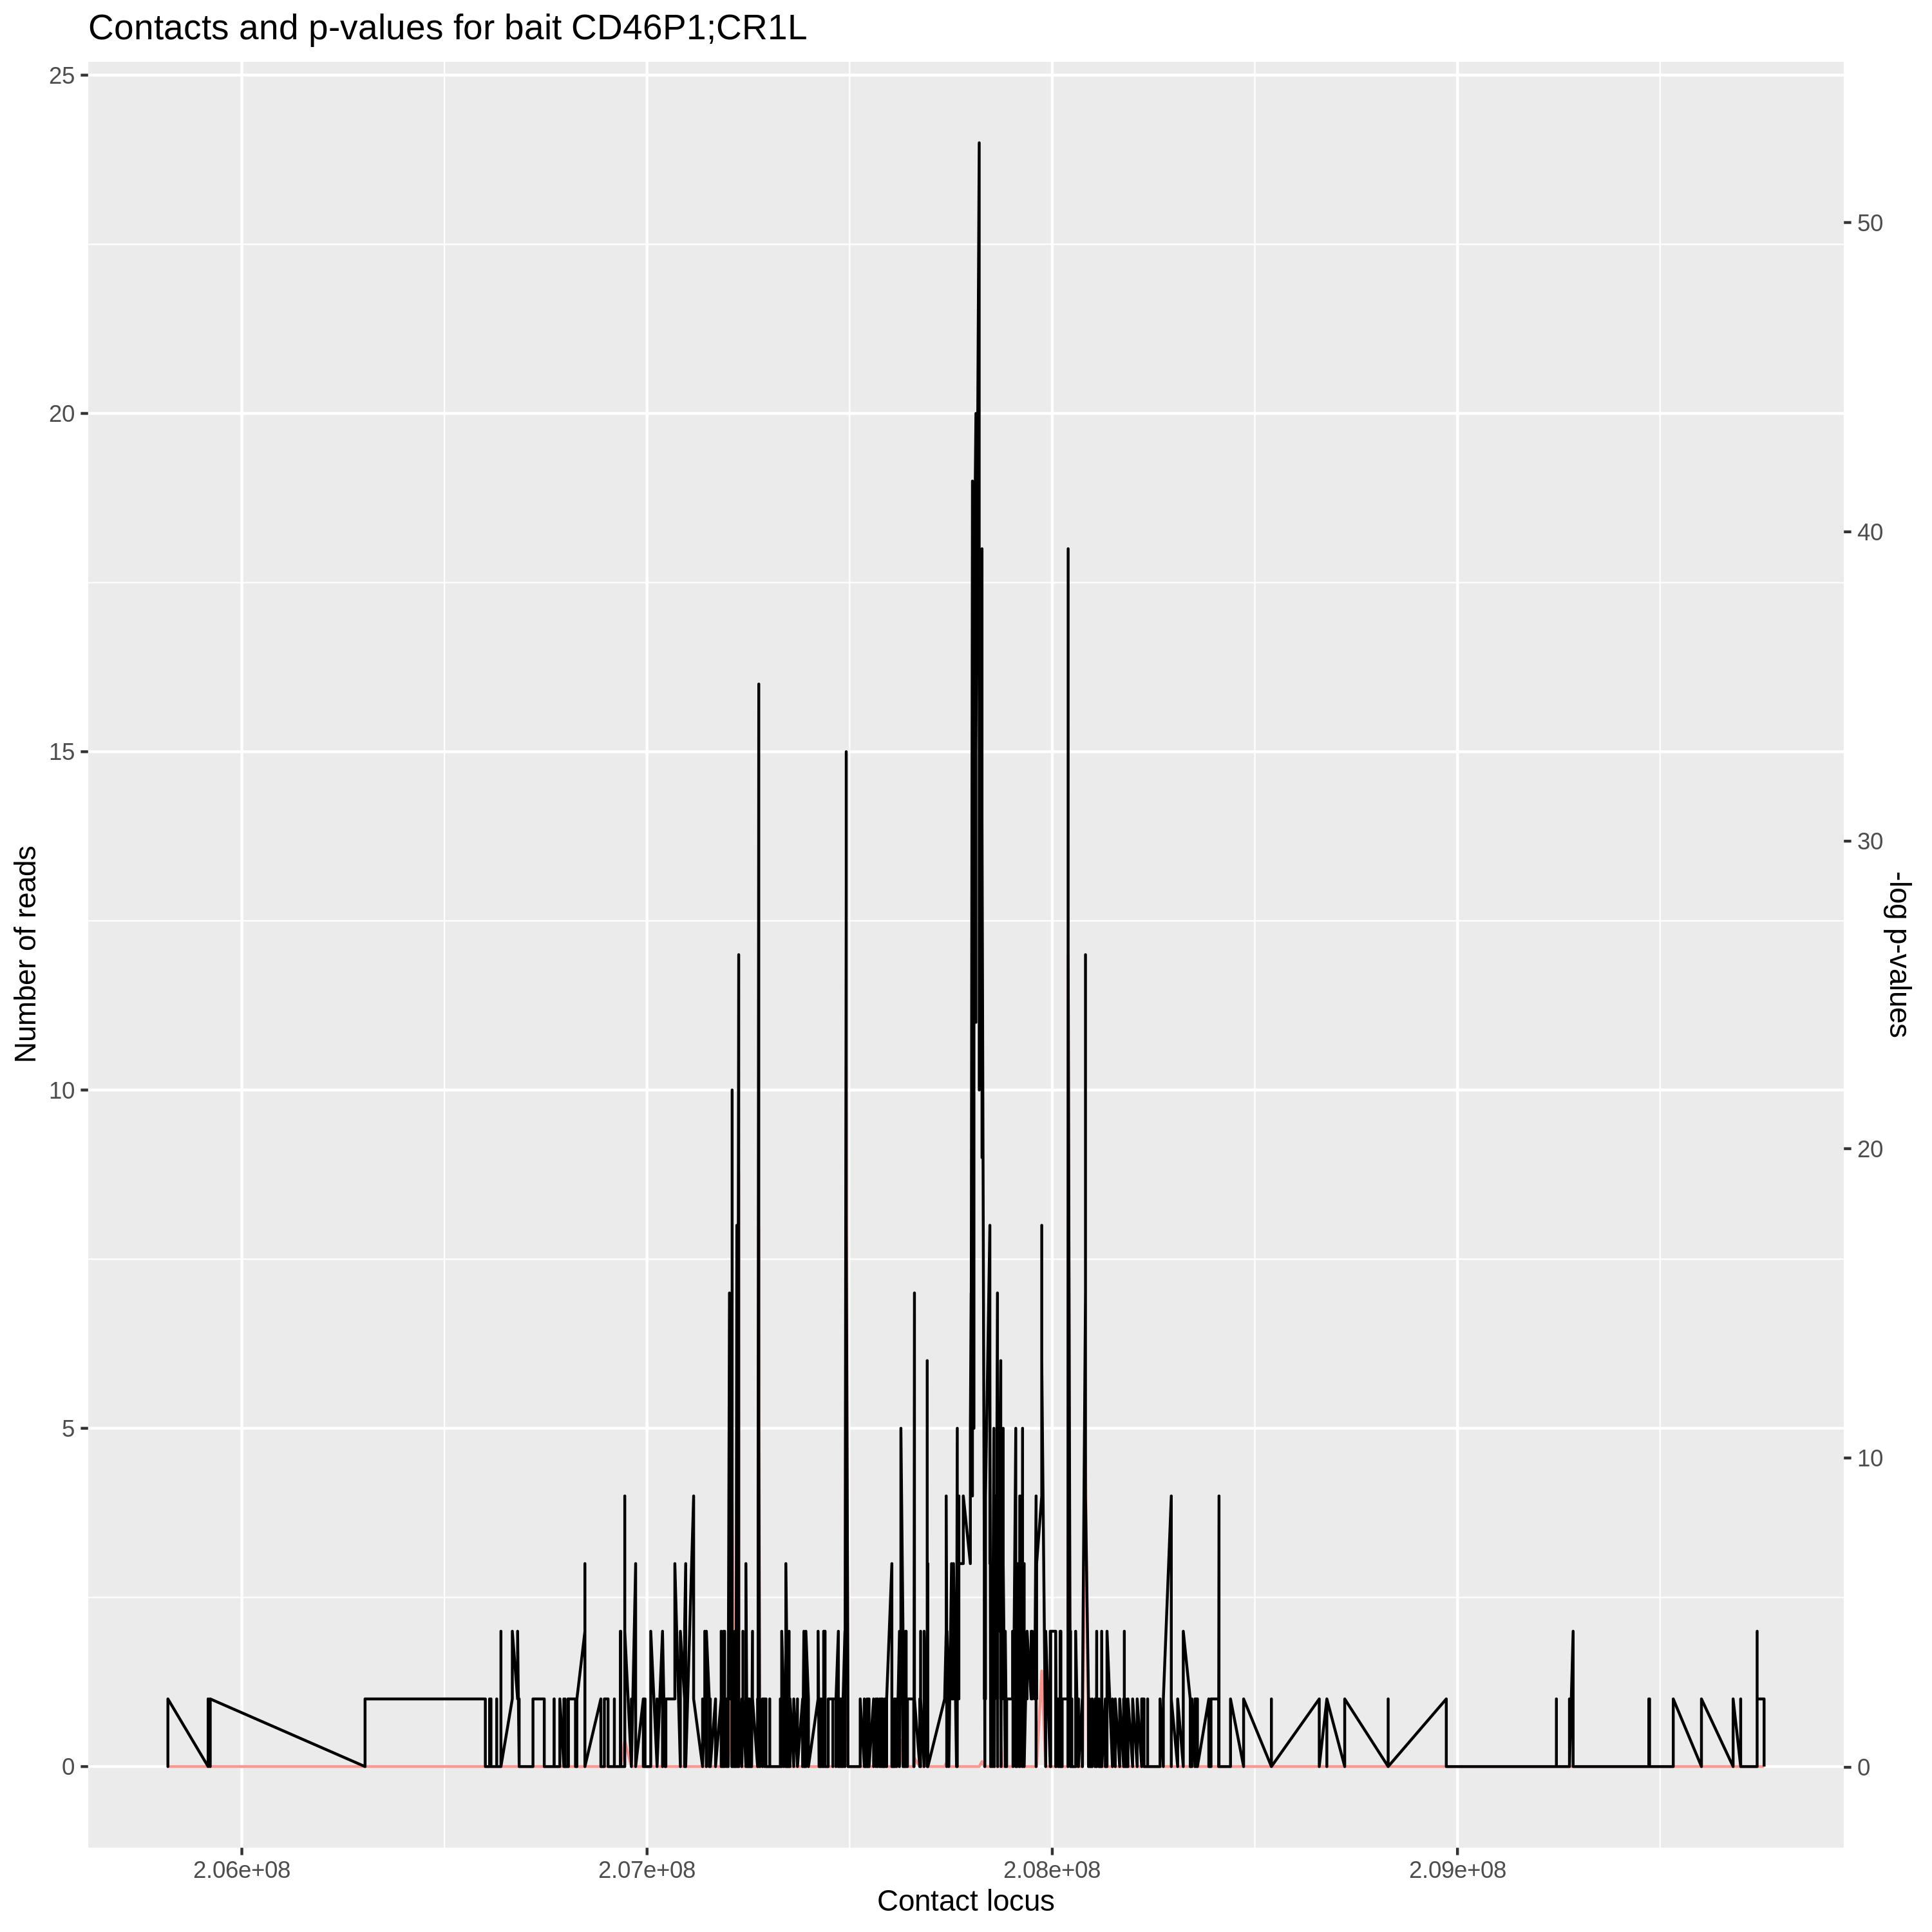 Contacts and p-values for bait CD46P1;CR1L
25
20
15
10
5
0
Number of reads
50
40
30
20
10
0
-log p-values
2.06e+08
2.07e+08
2.08e+08
2.09e+08
Contact locus